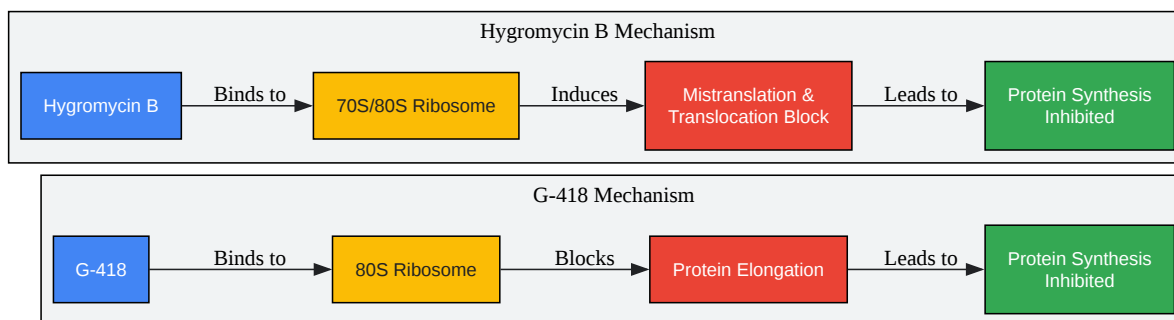 Hygromycin B Mechanism
Hygromycin B
Binds to
70S/80S Ribosome
Induces
Mistranslation &
Translocation Block
Leads to
Protein Synthesis
Inhibited
G-418 Mechanism
G-418
Binds to
80S Ribosome
Blocks
Protein Elongation
Leads to
Protein Synthesis
Inhibited